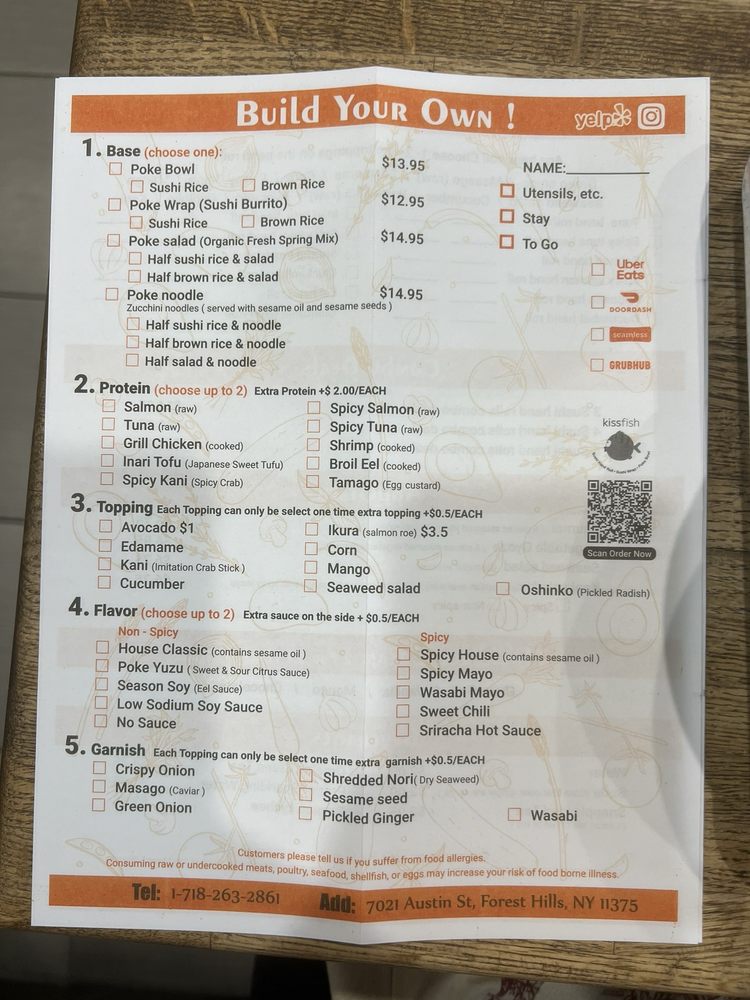 Build Your Own !
yelp
1. Base (choose one):
Poke Bowl $13.95
Sushi Rice Brown Rice
Poke Wrap (Sushi Burrito) $12.95
Sushi Rice Brown Rice
Poke salad (Organic Fresh Spring Mix) $14.95
Half sushi rice & salad
Half brown rice & salad
Poke noodle $14.95
Zucchini noodles ( served with sesame oil and sesame seeds )
Half sushi rice & noodle
Half brown rice & noodle
Half salad & noodle
NAME:
Utensils, etc.
Stay
To Go
Uber
Eats
DOORDASH
seamless
GRUBHUB
2. Protein (choose up to 2) Extra Protein +$ 2.00/EACH
Salmon (raw) Spicy Salmon (raw)
Tuna (raw) Spicy Tuna (raw)
Grill Chicken (cooked) Shrimp (cooked)
Inari Tofu (Japanese Sweet Tufu) Broil Eel (cooked)
Spicy Kani (Spicy Crab) Tamago (Egg custard)
kissfish
Scan Order Now
3. Topping Each Topping can only be select one time extra topping +$0.5/EACH
Avocado $1 Ikura (salmon roe) $3.5
Edamame Corn
Kani (Imitation Crab Stick ) Mango
Cucumber Seaweed salad Oshinko (Pickled Radish)
4. Flavor (choose up to 2) Extra sauce on the side + $0.5/EACH
Non - Spicy Spicy
House Classic (contains sesame oil ) Spicy House (contains sesame oil )
Poke Yuzu ( Sweet & Sour Citrus Sauce) Spicy Mayo
Season Soy (Eel Sauce) Wasabi Mayo
Low Sodium Soy Sauce Sweet Chili
No Sauce Sriracha Hot Sauce
5. Garnish Each Topping can only be select one time extra garnish +$0.5/EACH
Crispy Onion Shredded Nori( Dry Seaweed)
Masago (Caviar ) Sesame seed
Green Onion Pickled Ginger Wasabi
Customers please tell us if you suffer from food allergies.
Consuming raw or undercooked meats, poultry, seafood, shellfish, or eggs may increase your risk of food borne illness.
Tel: 1-718-263-2861 Add: 7021 Austin St, Forest Hills, NY 11375